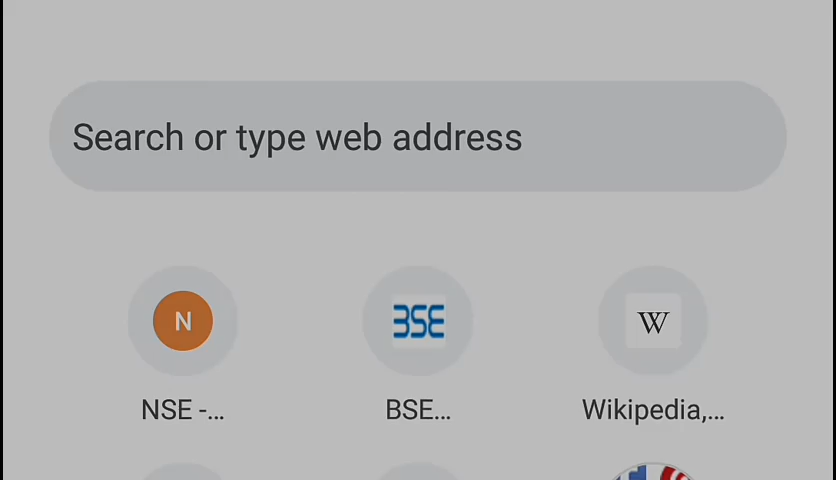 Search or type web address
N
BSE
W
NSE -...
BSE...
Wikipedia,...